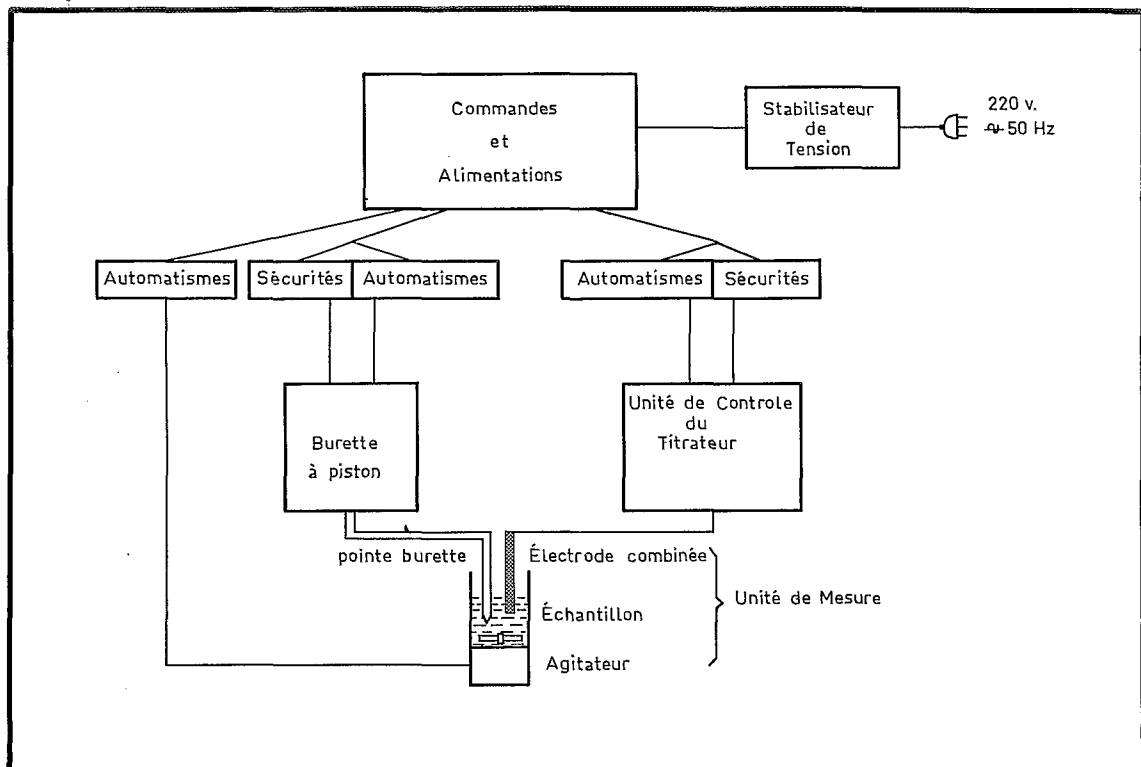 Commandes
et
Alimentations
Stabilisateur
de
Tension
220 v.
50 Hz
Automatismes
Sécurités
Automatismes
Automatismes
Sécurités
Burette
à piston
Unité de Controle
du
Titrateur
pointe burette
Électrode combinée
Échantillon
Unité de Mesure
Agitateur